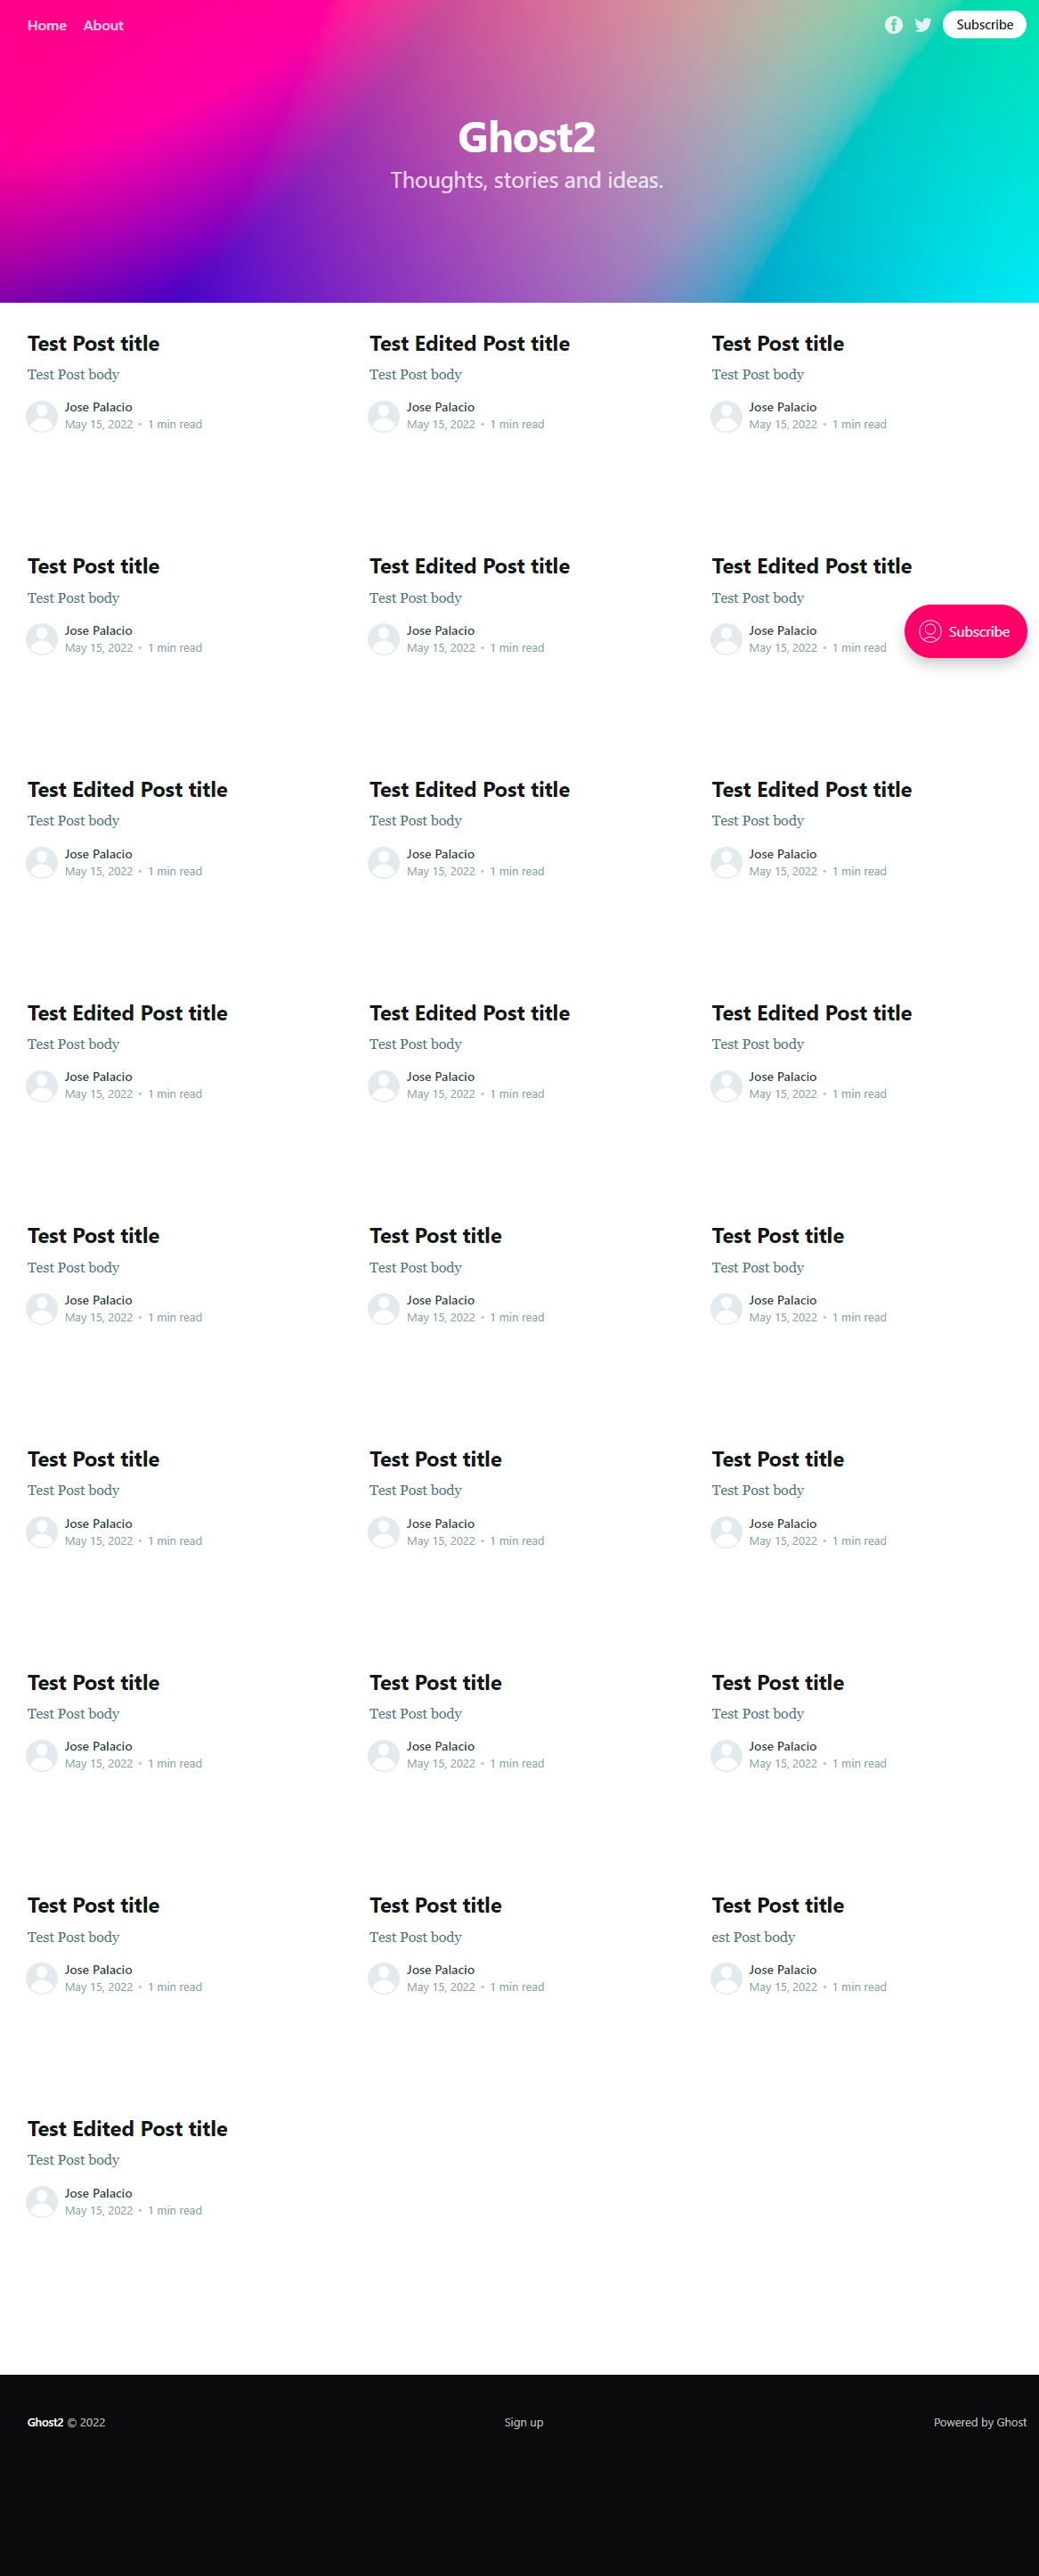 Home About Subscribe
Ghost2
Thoughts, stories and ideas.
Test Post title
Test Post body
Jose Palacio
May 15, 2022 • 1 min read
Test Edited Post title
Test Post body
Jose Palacio
May 15, 2022 • 1 min read
Test Post title
Test Post body
Jose Palacio
May 15, 2022 • 1 min read
Test Post title
Test Post body
Jose Palacio
May 15, 2022 • 1 min read
Test Edited Post title
Test Post body
Jose Palacio
May 15, 2022 • 1 min read
Test Edited Post title
Test Post body
Jose Palacio
May 15, 2022 • 1 min read
Subscribe
Test Edited Post title
Test Post body
Jose Palacio
May 15, 2022 • 1 min read
Test Edited Post title
Test Post body
Jose Palacio
May 15, 2022 • 1 min read
Test Edited Post title
Test Post body
Jose Palacio
May 15, 2022 • 1 min read
Test Edited Post title
Test Post body
Jose Palacio
May 15, 2022 • 1 min read
Test Edited Post title
Test Post body
Jose Palacio
May 15, 2022 • 1 min read
Test Edited Post title
Test Post body
Jose Palacio
May 15, 2022 • 1 min read
Test Post title
Test Post body
Jose Palacio
May 15, 2022 • 1 min read
Test Post title
Test Post body
Jose Palacio
May 15, 2022 • 1 min read
Test Post title
Test Post body
Jose Palacio
May 15, 2022 • 1 min read
Test Post title
Test Post body
Jose Palacio
May 15, 2022 • 1 min read
Test Post title
Test Post body
Jose Palacio
May 15, 2022 • 1 min read
Test Post title
Test Post body
Jose Palacio
May 15, 2022 • 1 min read
Test Post title
Test Post body
Jose Palacio
May 15, 2022 • 1 min read
Test Post title
Test Post body
Jose Palacio
May 15, 2022 • 1 min read
Test Post title
Test Post body
Jose Palacio
May 15, 2022 • 1 min read
Test Post title
Test Post body
Jose Palacio
May 15, 2022 • 1 min read
Test Post title
Test Post body
Jose Palacio
May 15, 2022 • 1 min read
Test Post title
est Post body
Jose Palacio
May 15, 2022 • 1 min read
Test Edited Post title
Test Post body
Jose Palacio
May 15, 2022 • 1 min read
Ghost2 © 2022 Sign up Powered by Ghost